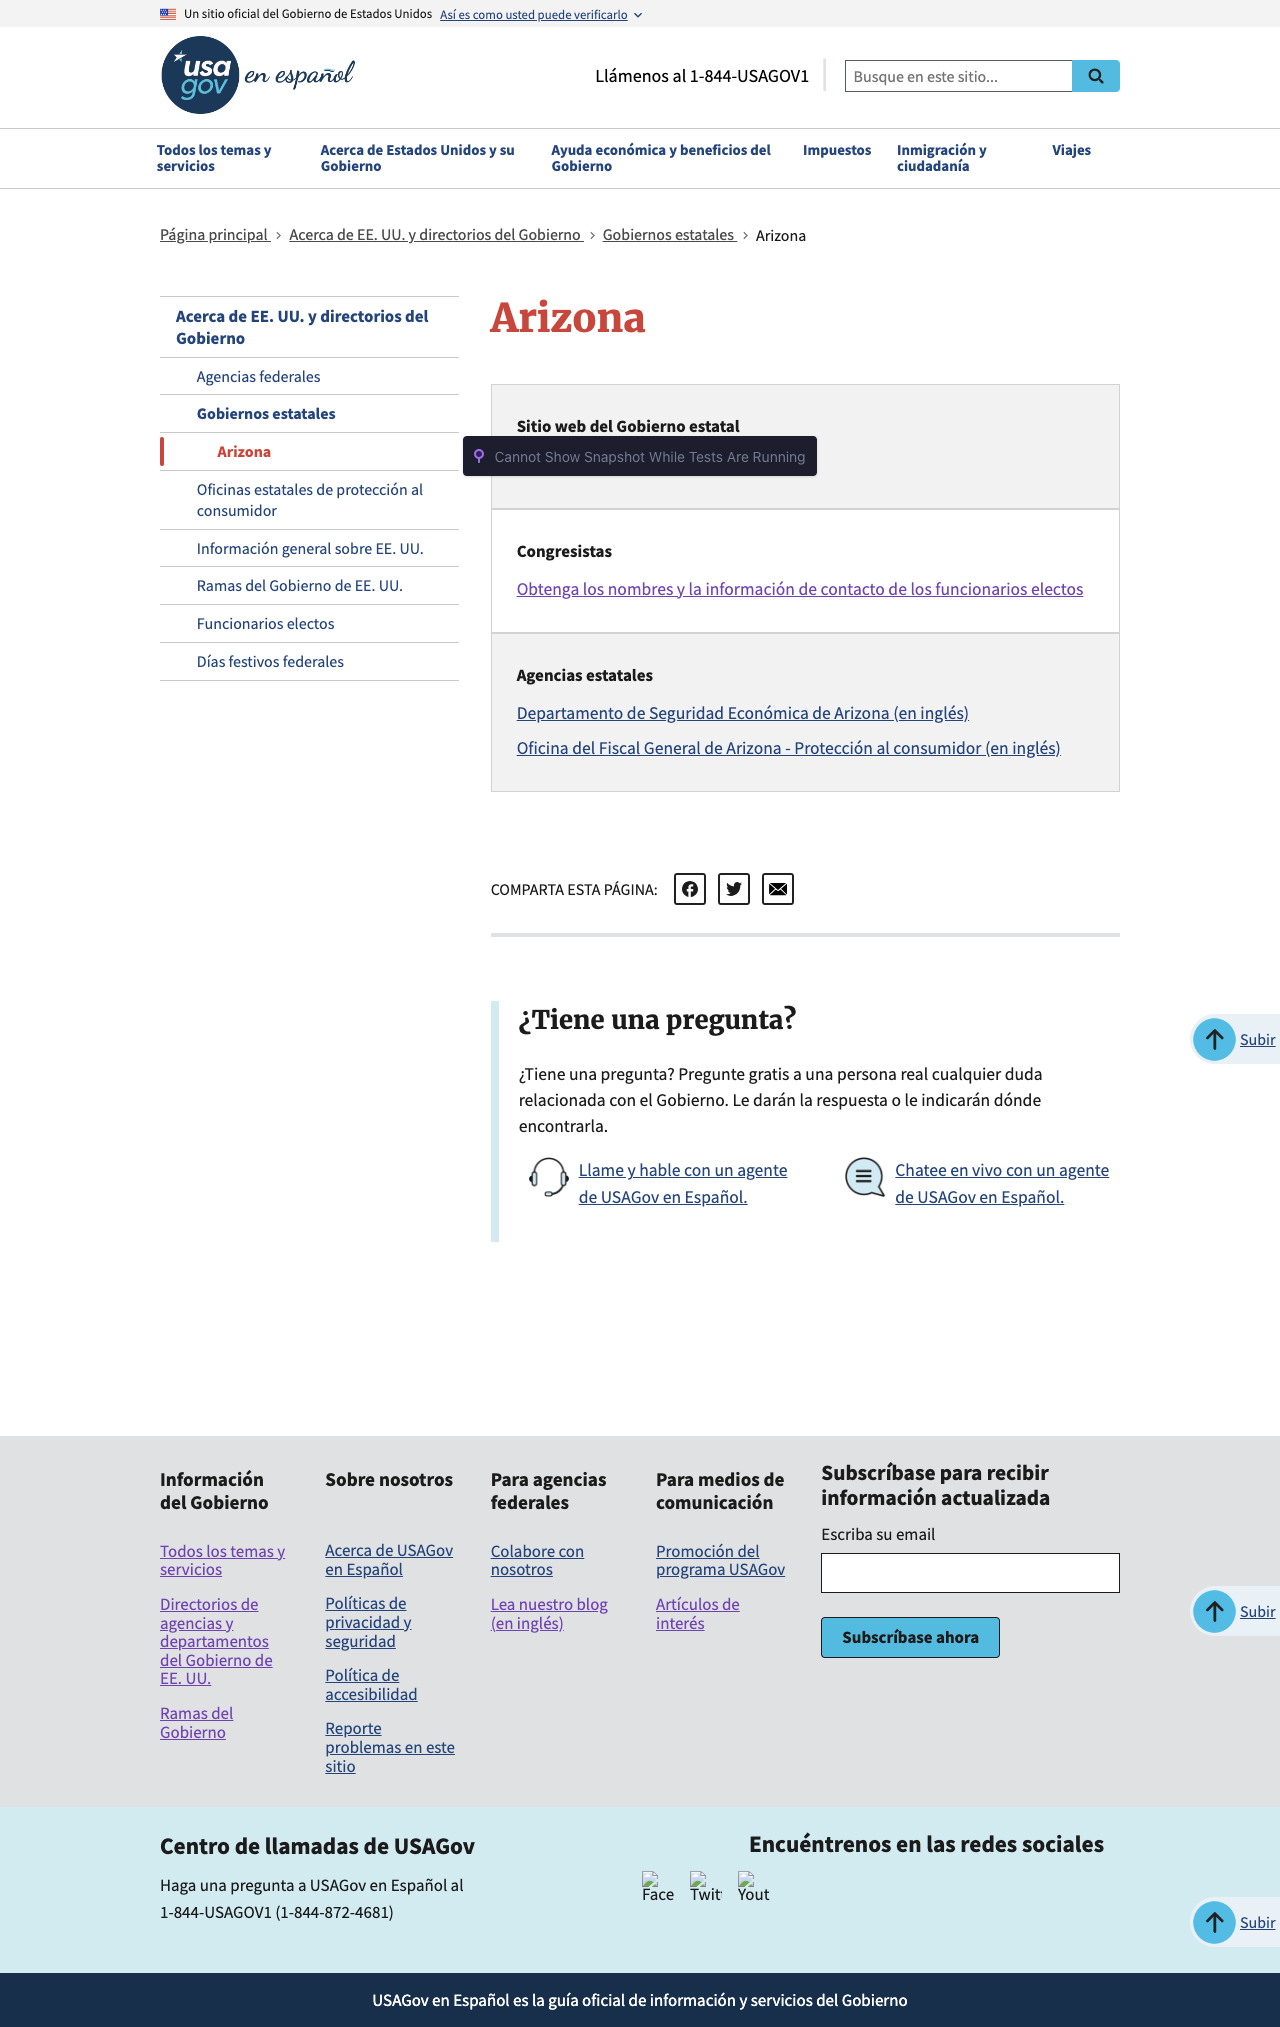 Un sitio oficial del Gobierno de Estados Unidos Así es como usted puede verificarlo
usa
gov
en español
Llámenos al 1-844-USAGOV1
Busque en este sitio...
Todos los temas y
servicios
Acerca de Estados Unidos y su
Gobierno
Ayuda económica y beneficios del
Gobierno
Impuestos
Inmigración y
ciudadanía
Viajes
Página principal Acerca de EE. UU. y directorios del Gobierno Gobiernos estatales Arizona
Acerca de EE. UU. y directorios del
Gobierno
Agencias federales
Gobiernos estatales
Arizona
Oficinas estatales de protección al
consumidor
Información general sobre EE. UU.
Ramas del Gobierno de EE. UU.
Funcionarios electos
Días festivos federales
Arizona
Sitio web del Gobierno estatal
Cannot Show Snapshot While Tests Are Running
Congresistas
Obtenga los nombres y la información de contacto de los funcionarios electos
Agencias estatales
Departamento de Seguridad Económica de Arizona (en inglés)
Oficina del Fiscal General de Arizona - Protección al consumidor (en inglés)
COMPARTA ESTA PÁGINA:
¿Tiene una pregunta?
¿Tiene una pregunta? Pregunte gratis a una persona real cualquier duda
relacionada con el Gobierno. Le darán la respuesta o le indicarán dónde
encontrarla.
Llame y hable con un agente
de USAGov en Español.
Chatee en vivo con un agente
de USAGov en Español.
Subir
Información
del Gobierno
Todos los temas y
servicios
Directorios de
agencias y
departamentos
del Gobierno de
EE. UU.
Ramas del
Gobierno
Sobre nosotros
Acerca de USAGov
en Español
Políticas de
privacidad y
seguridad
Política de
accesibilidad
Reporte
problemas en este
sitio
Para agencias
federales
Colabore con
nosotros
Lea nuestro blog
(en inglés)
Para medios de
comunicación
Promoción del
programa USAGov
Artículos de
interés
Subscríbase para recibir
información actualizada
Escriba su email
Subscríbase ahora
Subir
Centro de llamadas de USAGov
Haga una pregunta a USAGov en Español al
1-844-USAGOV1 (1-844-872-4681)
Encuéntrenos en las redes sociales
Face Twit Yout
Subir
USAGov en Español es la guía oficial de información y servicios del Gobierno